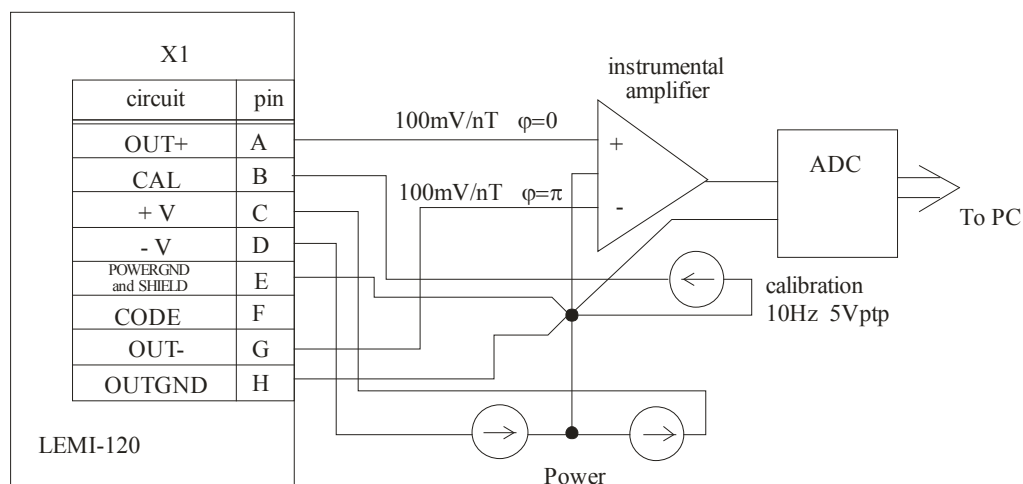 X1
circuit pin
OUT+ A
CAL B
+ V C
- V D
POWERGND
and SHIELD E
CODE F
OUT- G
OUTGND H
LEMI-120
100mV/nT φ=0
100mV/nT φ=π
instrumental
amplifier
+
-
ADC
To PC
calibration
10Hz 5Vptp
Power